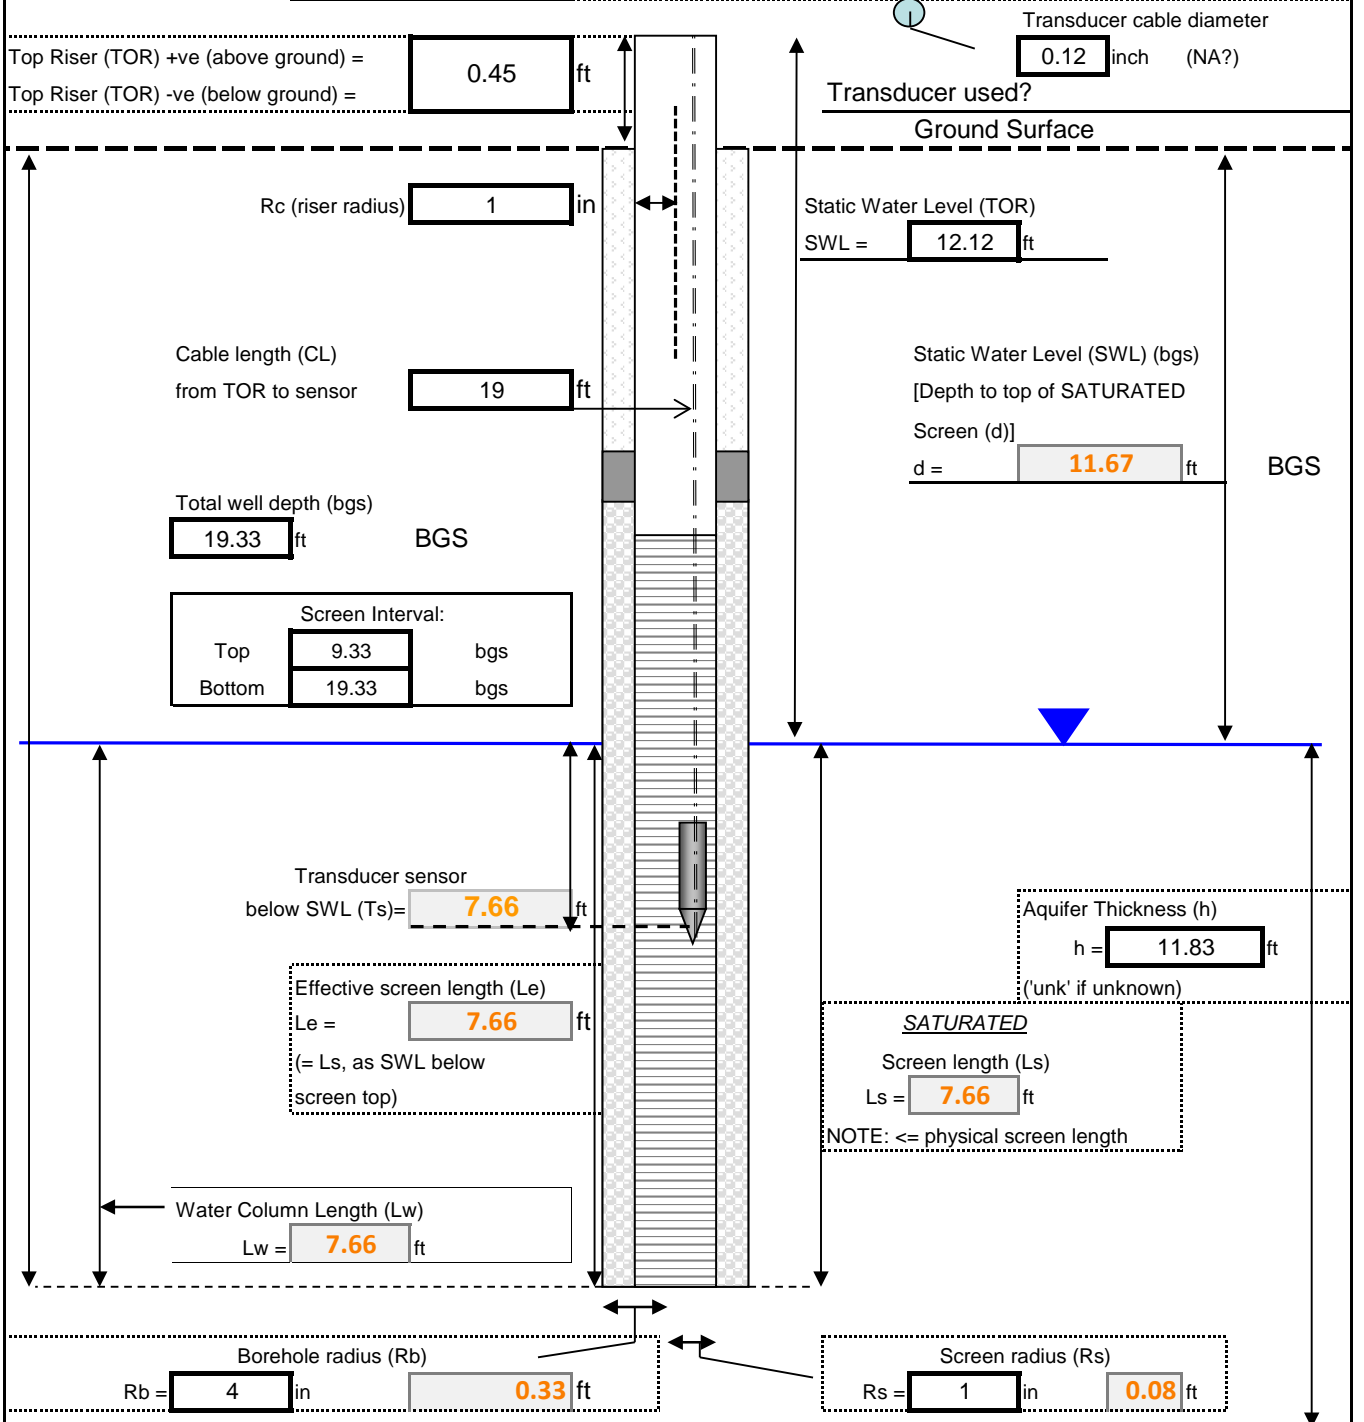 Transducer cable diameter
0.12 inch (NA?)
Top Riser (TOR) +ve (above ground) =
0.45 ft
Top Riser (TOR) -ve (below ground) =
Transducer used?
Ground Surface
Rc (riser radius) 1 in
Static Water Level (TOR)
SWL = 12.12 ft
Cable length (CL)
from TOR to sensor 19 ft
Static Water Level (SWL) (bgs)
[Depth to top of SATURATED
Screen (d)]
d = 11.67 ft BGS
Total well depth (bgs)
19.33 ft BGS
Screen Interval:
Top 9.33 bgs
Bottom 19.33 bgs
Transducer sensor
below SWL (Ts)= 7.66 ft
Aquifer Thickness (h)
h = 11.83 ft
('unk' if unknown)
Effective screen length (Le)
Le = 7.66 ft
(= Ls, as SWL below
screen top)
SATURATED
Screen length (Ls)
Ls = 7.66 ft
NOTE: <= physical screen length
Water Column Length (Lw)
Lw = 7.66 ft
Borehole radius (Rb)
Rb = 4 in 0.33 ft
Screen radius (Rs)
Rs = 1 in 0.08 ft